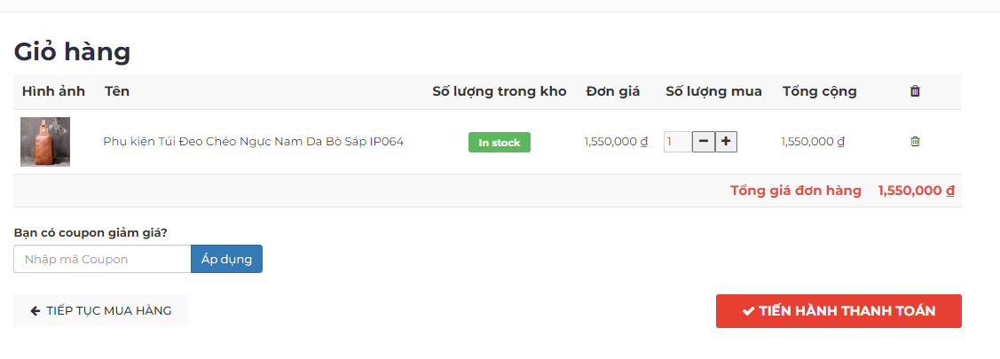 Giỏ hàng
Hình ảnh Tên Số lượng trong kho Đơn giá Số lượng mua Tổng cộng
Phụ kiện Túi Đeo Chéo Ngực Nam Da Bò Sáp IP064 In stock 1,550,000 ₫ 1 1,550,000 ₫
Tổng giá đơn hàng 1,550,000 ₫
Bạn có coupon giảm giá?
Nhập mã Coupon Áp dụng
TIẾP TỤC MUA HÀNG TIẾN HÀNH THANH TOÁN